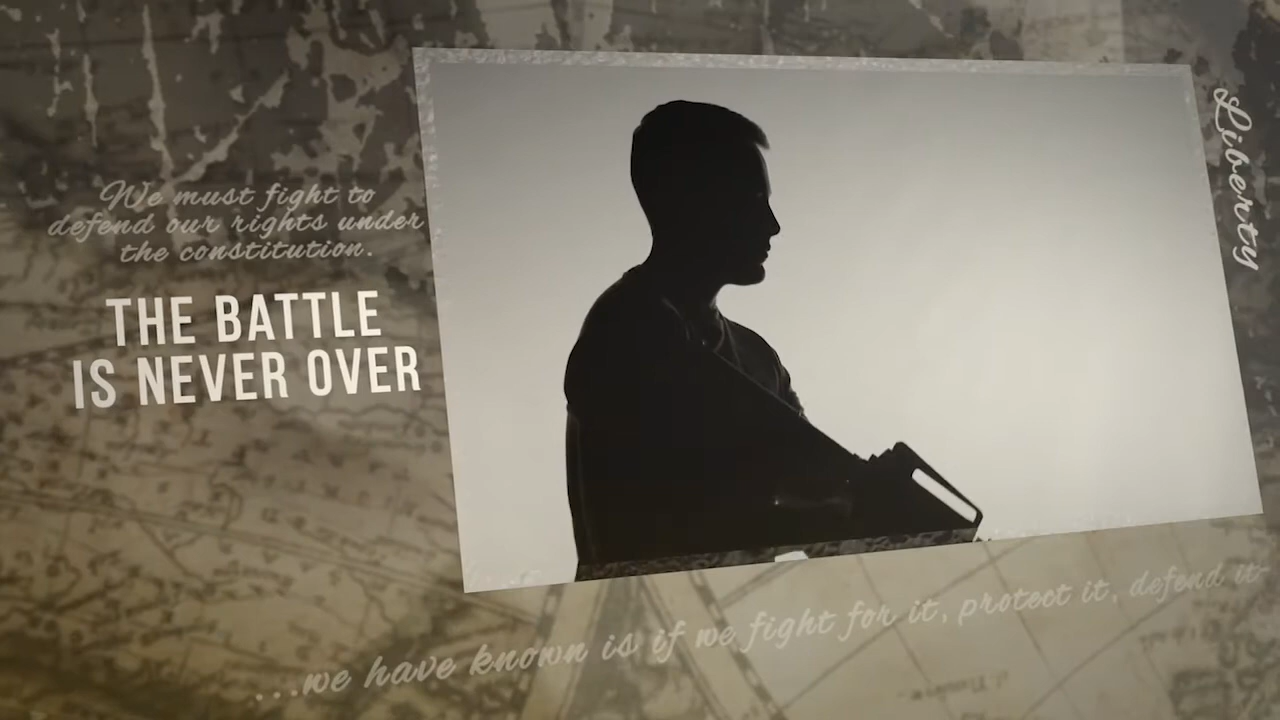 We must fight to
defend our rights under
the constitution.
THE BATTLE
IS NEVER OVER
Liberty
...we have known is if we fight for it, protect it, defend it